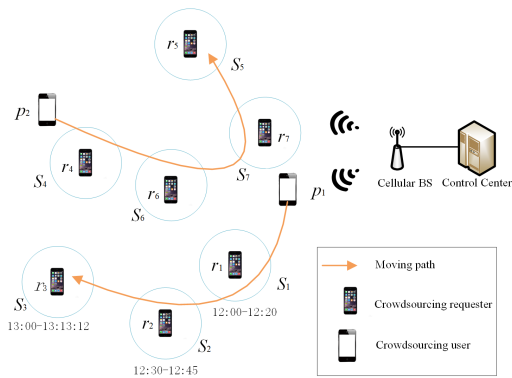 r5
S5
p2
r7
r4
S7
S4
r6
S6
p1
Cellular BS
Control Center
r1
S1
r3
S3
12:00-12:20
13:00-13:13:12
r2
S2
12:30-12:45
Moving path
Crowdsourcing requester
Crowdsourcing user